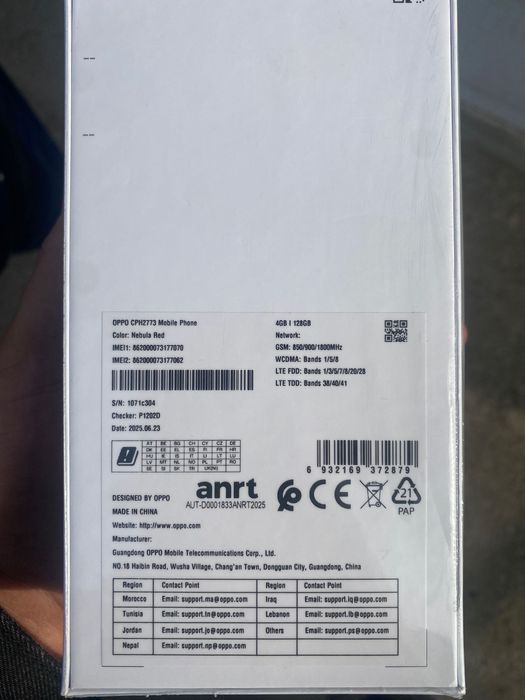 OPPO CPH2773 Mobile Phone
Color: Nebula Red
IMEI1: 862000073177070
IMEI2: 862000073177062
S/N: 1071c304
Checker: P1202D
Date: 2025.06.23
4GB | 128GB
Network:
GSM: 850/900/1800MHz
WCDMA: Bands 1/5/8
LTE FDD: Bands 1/3/5/7/8/20/28
LTE TDD: Bands 38/40/41
AT BE BG CH CY CZ DE
DK EE EL ES FI FR HR
HU IE IS IT LI LT LU
LV MT NL NO PL PT RO
SE SI SK TR UK(NI)
6 932169 372879
DESIGNED BY OPPO
MADE IN CHINA
anrt
AUT-D0001833ANRT2025
CE
21
PAP
Website: http://www.oppo.com
Manufacturer:
Guangdong OPPO Mobile Telecommunications Corp., Ltd.
NO.18 Haibin Road, Wusha Village, Chang'an Town, Dongguan City, Guangdong, China
Region Contact Point Region Contact Point
Morocco Email: support.ma@oppo.com Iraq Email: support.iq@oppo.com
Tunisia Email: support.tn@oppo.com Lebanon Email: support.lb@oppo.com
Jordan Email: support.jo@oppo.com Others Email: support.ps@oppo.com
Nepal Email: support.np@oppo.com